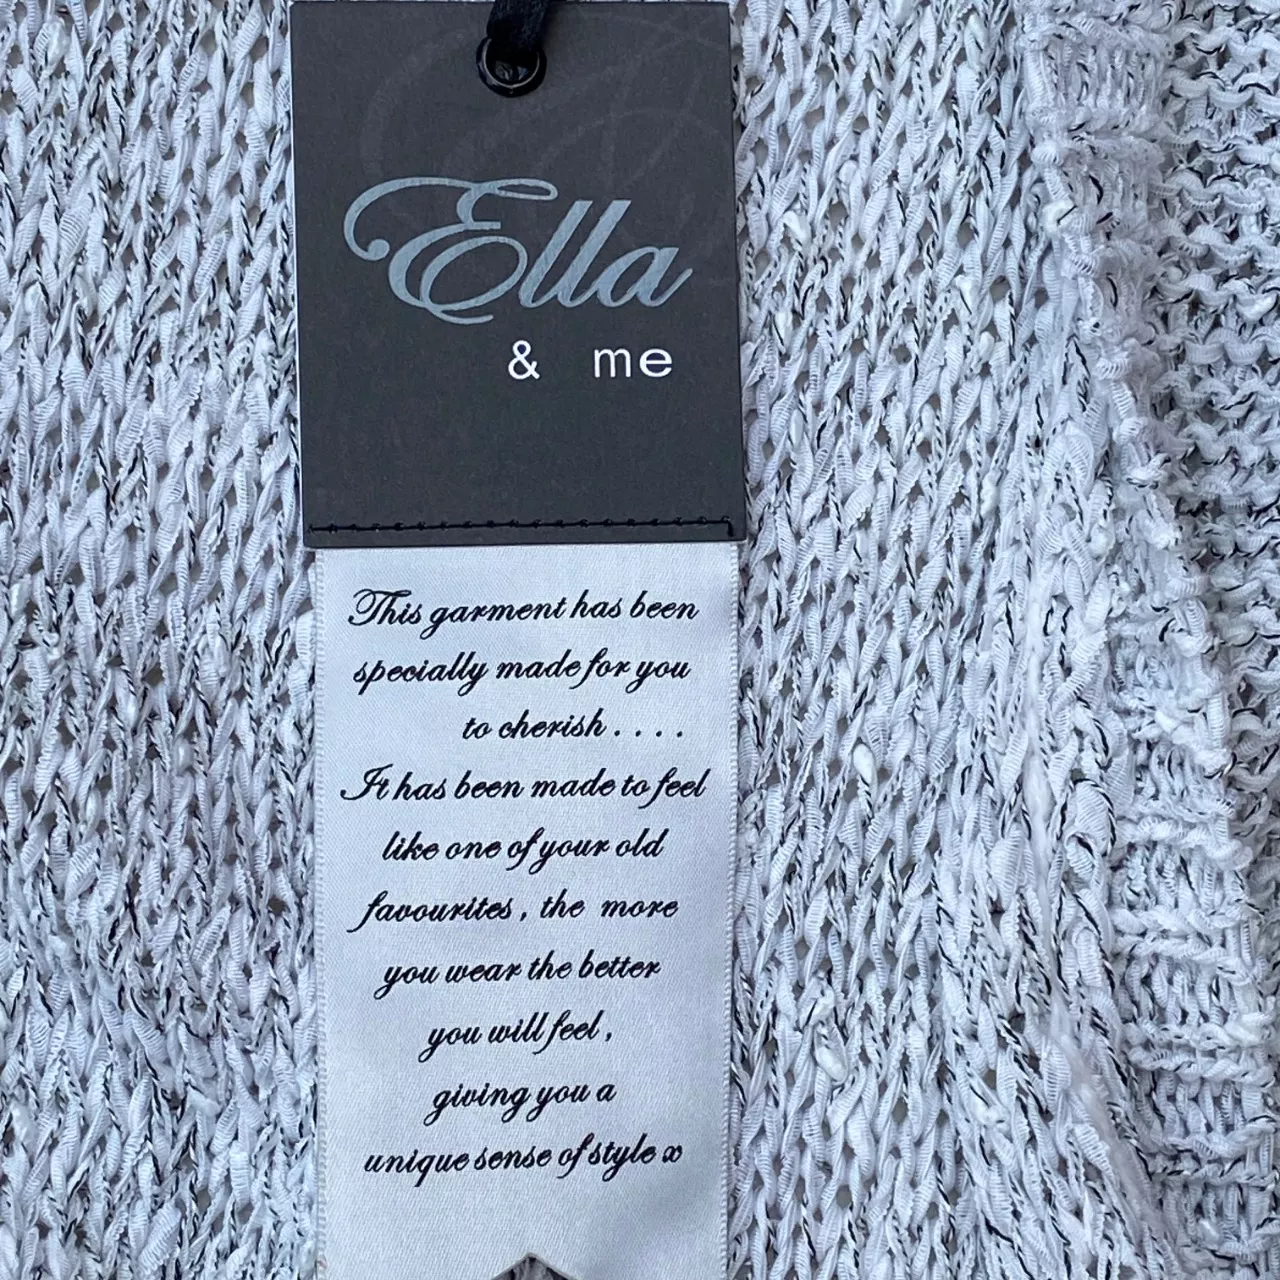 Ella
& me
This garment has been
specially made for you
to cherish . . . .
It has been made to feel
like one of your old
favourites , the more
you wear the better
you will feel ,
giving you a
unique sense of style x